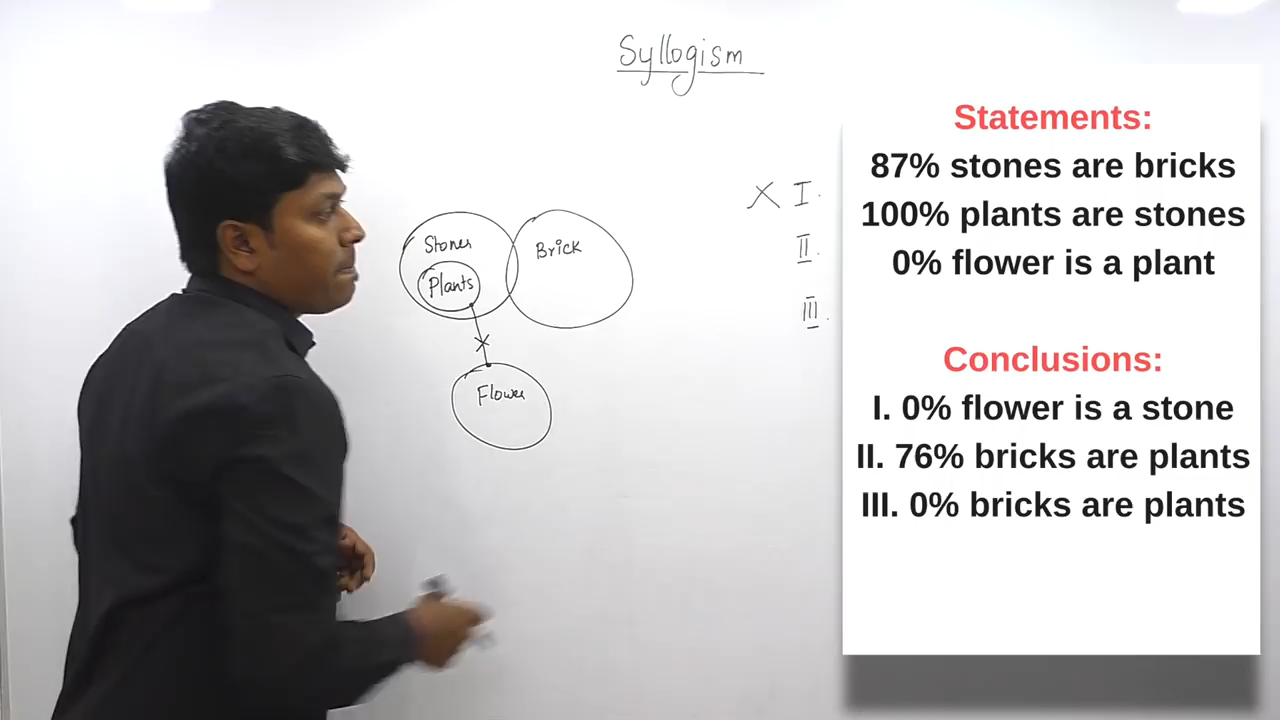 Syllogism
Stones
Plants
Brick
Flower
X I.
II.
III.
Statements:
87% stones are bricks
100% plants are stones
0% flower is a plant
Conclusions:
I. 0% flower is a stone
II. 76% bricks are plants
III. 0% bricks are plants